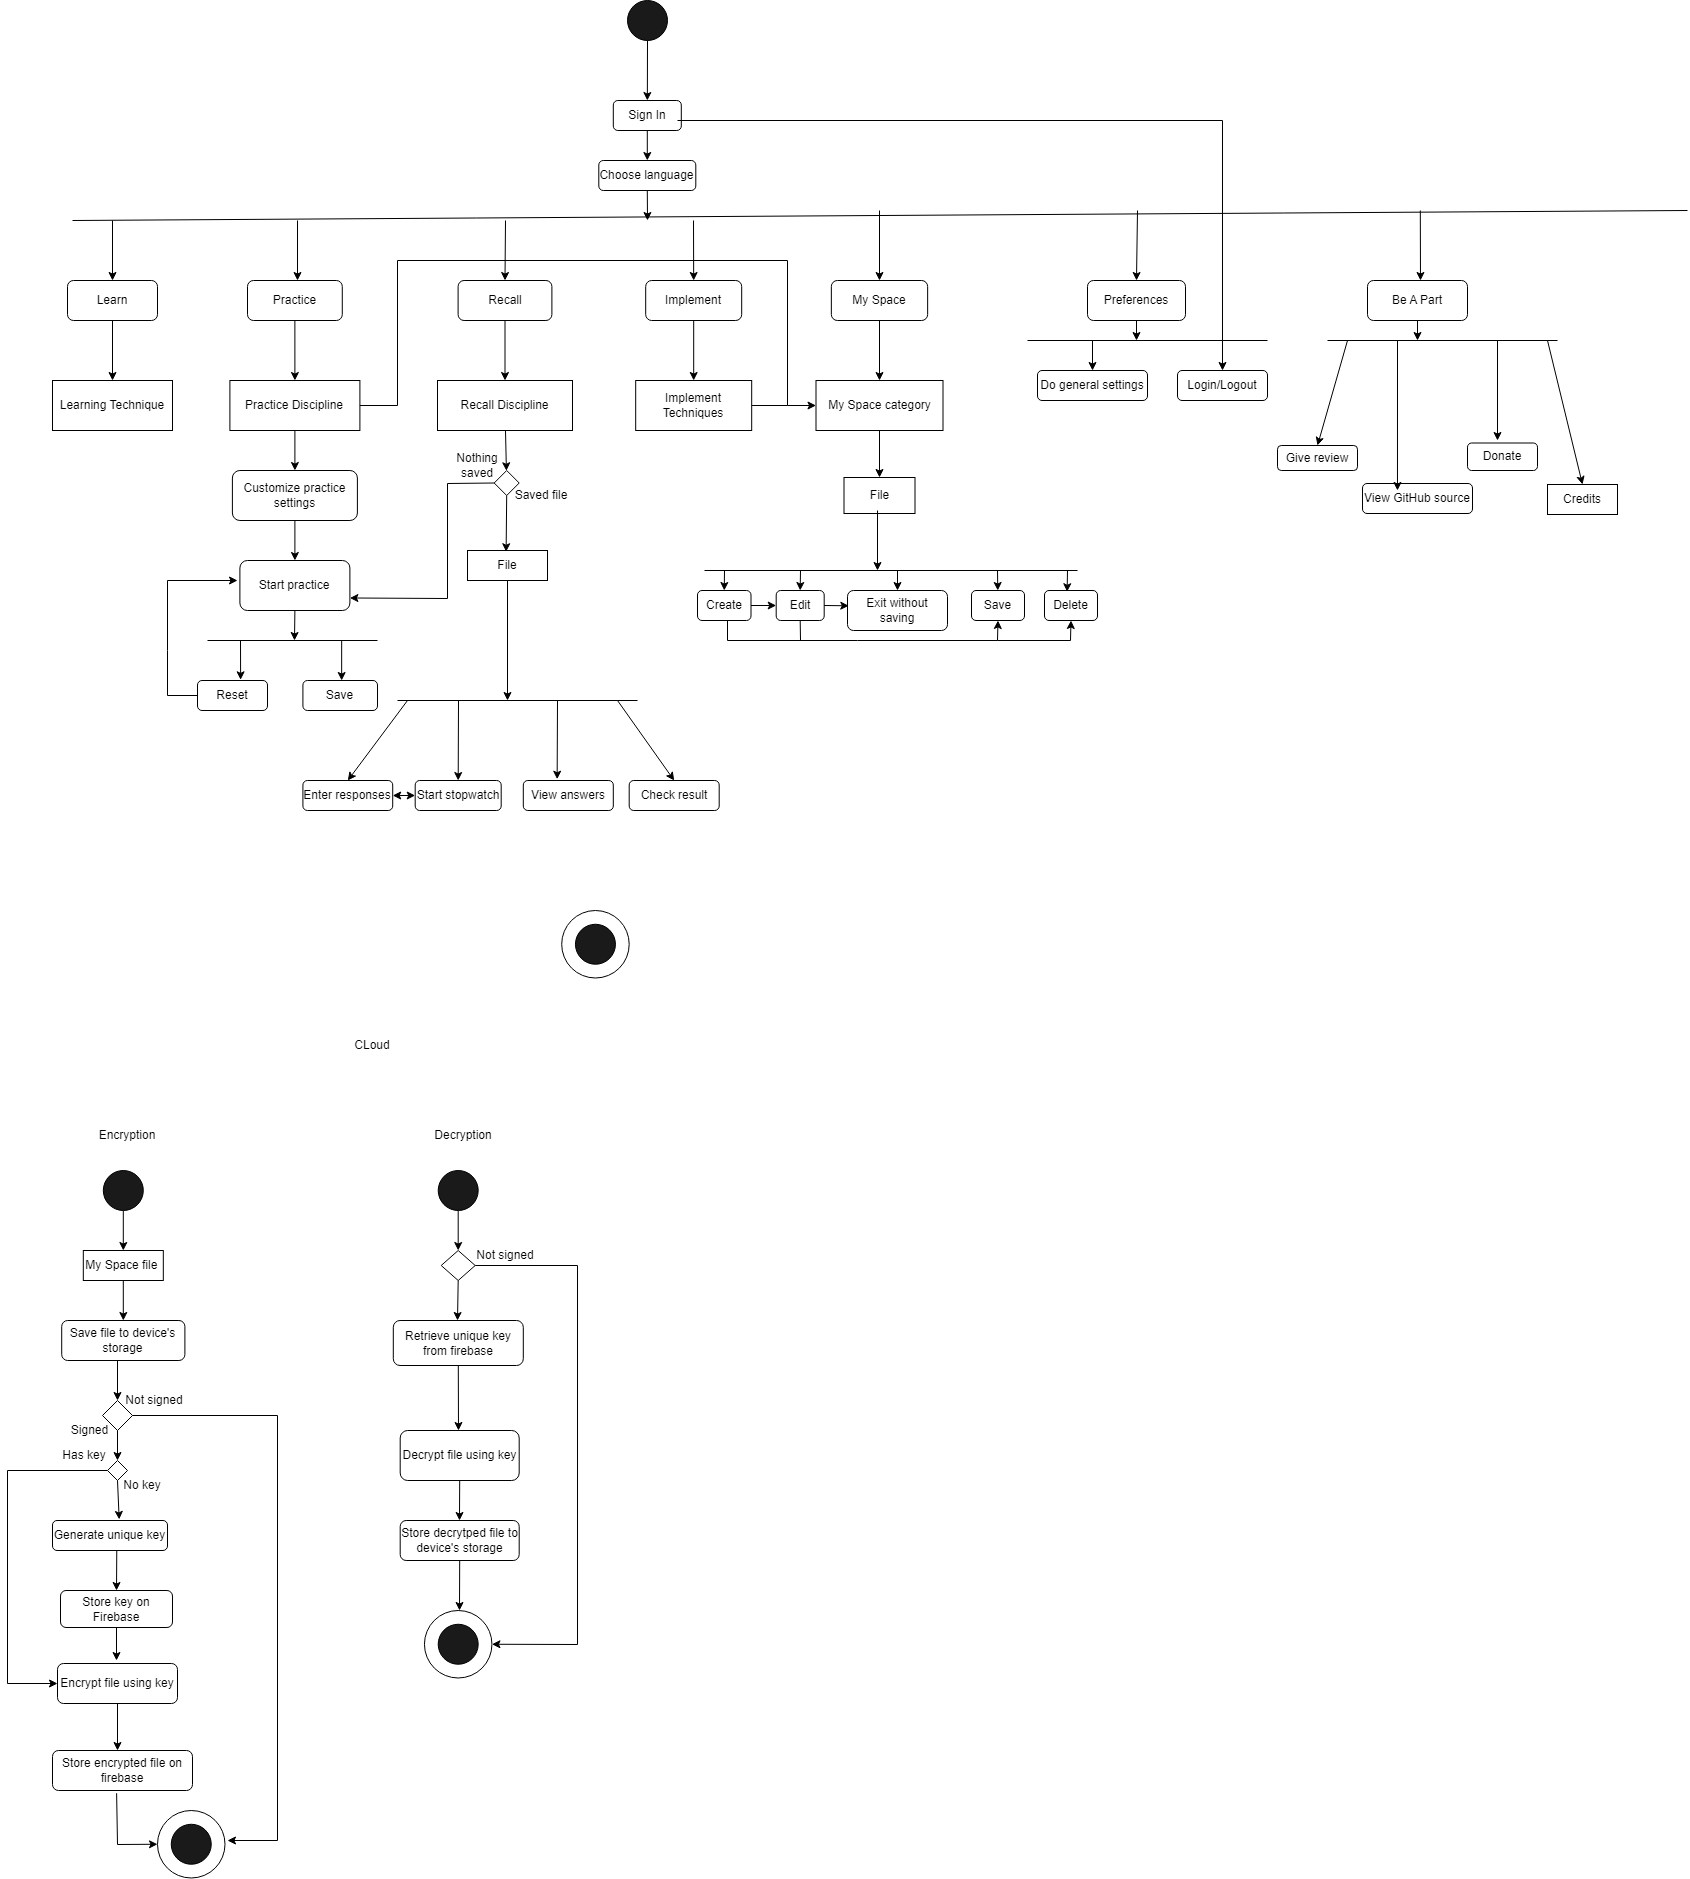 Sign In
Choose language
Learn
Practice
Recall
Implement
My Space
Preferences
Be A Part
Learning Technique
Practice Discipline
Recall Discipline
Implement
Techniques
My Space category
Do general settings
Login/Logout
Nothing
saved
Saved file
Give review
Donate
View GitHub source
Credits
Customize practice
settings
File
File
Start practice
Create
Edit
Exit without
saving
Save
Delete
Reset
Save
Enter responses
Start stopwatch
View answers
Check result
CLoud
Encryption
Decryption
My Space file
Not signed
Save file to device's
storage
Retrieve unique key
from firebase
Not signed
Signed
Has key
No key
Decrypt file using key
Generate unique key
Store decrytped file to
device's storage
Store key on
Firebase
Encrypt file using key
Store encrypted file on
firebase